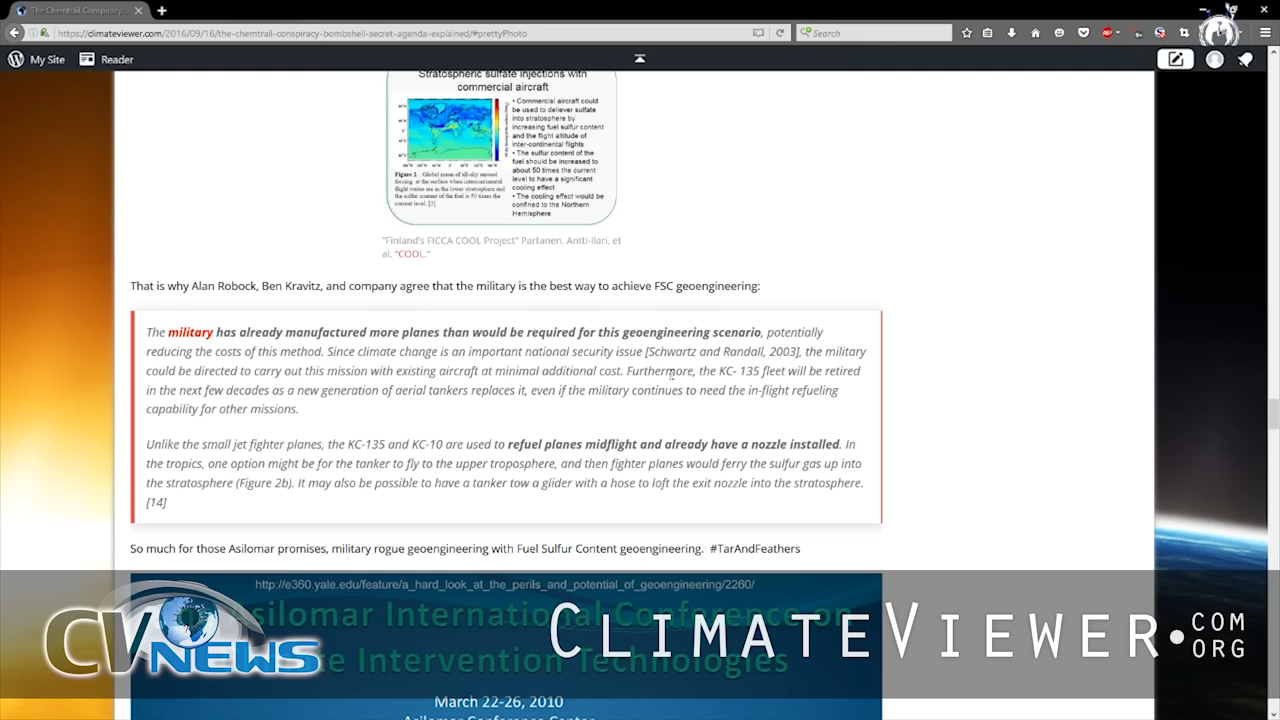 The Chemtrail Conspiracy...
https://climateviewer.com/2016/09/16/the-chemtrail-conspiracy-bombshell-secret-agenda-explained/#prettyPhoto
Search
My Site
Reader
Stratospheric sulfate injections with
commercial aircraft
• Commercial aircraft could
be used to deliever sulfate
into stratosphere by
increasing fuel sulfur content
and the flight altitude of
inter-continental flights
• The sulfur content of the
fuel should be increased to
about 50 times the current
level to have a significant
cooling effect
• The cooling effect would be
confined to the Northern
Hemisphere
Figure 2. Global mean of all-sky aerosol
forcing at the surface when intercontinental
flight routes are in the lower stratosphere and
the sulfur content of the fuel is 50 times the
current level. [3]
"Finland's FICCA COOL Project" Partanen, Antti-Ilari, et
al. "COOL."
That is why Alan Robock, Ben Kravitz, and company agree that the military is the best way to achieve FSC geoengineering:
The military has already manufactured more planes than would be required for this geoengineering scenario, potentially
reducing the costs of this method. Since climate change is an important national security issue [Schwartz and Randall, 2003], the military
could be directed to carry out this mission with existing aircraft at minimal additional cost. Furthermore, the KC- 135 fleet will be retired
in the next few decades as a new generation of aerial tankers replaces it, even if the military continues to need the in-flight refueling
capability for other missions.
Unlike the small jet fighter planes, the KC-135 and KC-10 are used to refuel planes midflight and already have a nozzle installed. In
the tropics, one option might be for the tanker to fly to the upper troposphere, and then fighter planes would ferry the sulfur gas up into
the stratosphere (Figure 2b). It may also be possible to have a tanker tow a glider with a hose to loft the exit nozzle into the stratosphere.
[14]
So much for those Asilomar promises, military rogue geoengineering with Fuel Sulfur Content geoengineering. #TarAndFeathers
http://e360.yale.edu/feature/a_hard_look_at_the_perils_and_potential_of_geoengineering/2260/
silomar International Conference on
e Intervention Technologies
March 22-26, 2010
Asilomar Conference Center
CV NEWS
CLIMATEVIEWER.COM
ORG